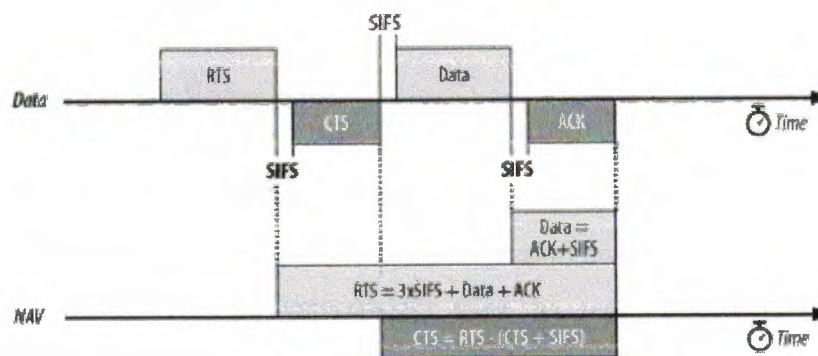 SIFS
RTS
Data
Data
CTS
ACK
Time
SIFS
SIFS
Data =
ACK+SIFS
RTS = 3xSIFS + Data + ACK
NAV
CTS = RTS - (CTS + SIFS)
Time